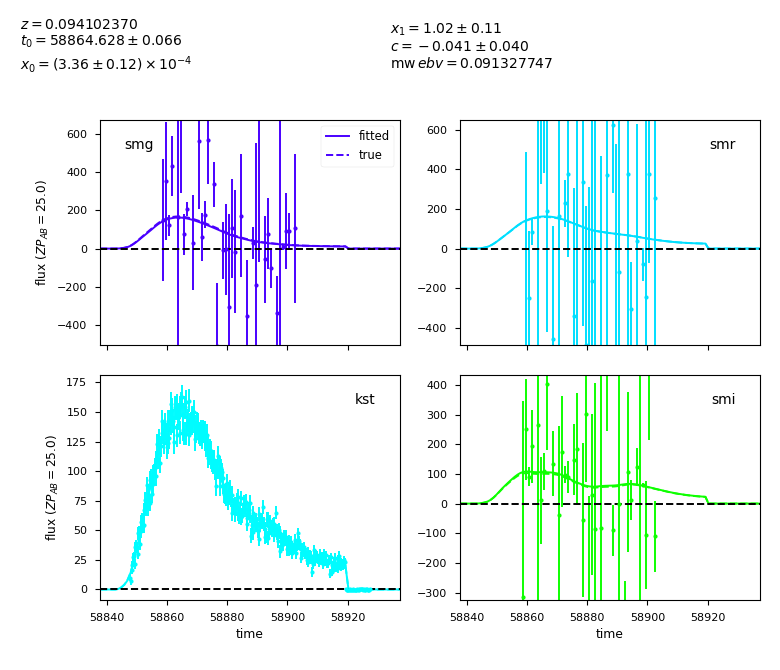 z = 0.094102370
t₀ = 58864.628 ± 0.066
x₀ = (3.36 ± 0.12) × 10⁻⁴
x₁ = 1.02 ± 0.11
c = −0.041 ± 0.040
mw ebv = 0.091327747
smg
fitted
true
600
400
200
0
−200
−400
flux (ZP_AB = 25.0)
smr
600
400
200
0
−200
−400
kst
175
150
125
100
75
50
25
0
flux (ZP_AB = 25.0)
58840 58860 58880 58900 58920
time
smi
400
300
200
100
0
−100
−200
−300
58840 58860 58880 58900 58920
time